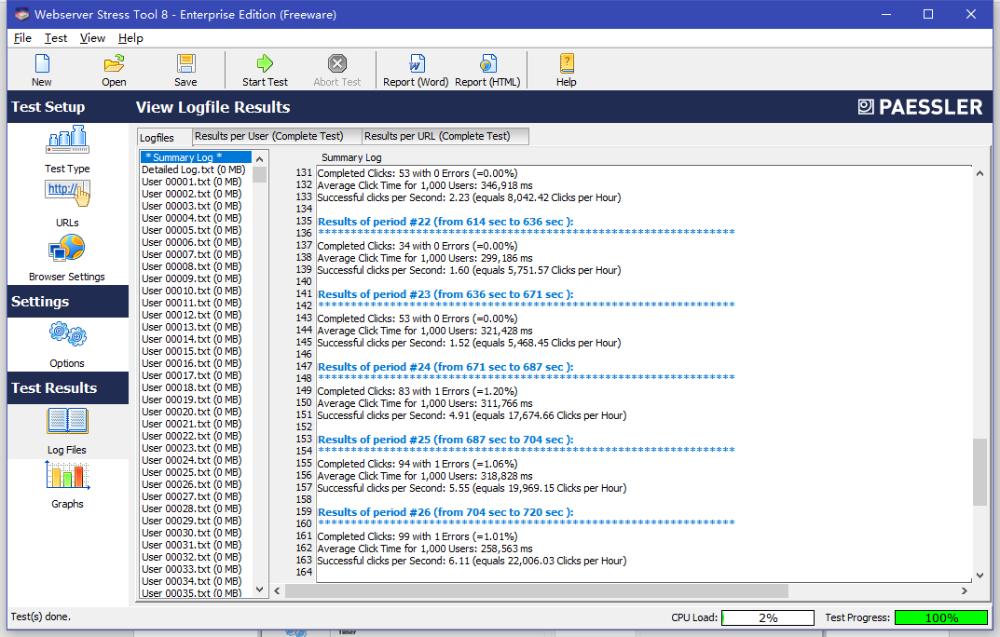 Webserver Stress Tool 8 - Enterprise Edition (Freeware)
File Test View Help
New Open Save Start Test Abort Test Report (Word) Report (HTML) Help
Test Setup
View Logfile Results
PAESSLER
Test Type
http://
URLs
Browser Settings
Settings
Options
Test Results
Log Files
Graphs
Logfiles Results per User (Complete Test) Results per URL (Complete Test)
* Summary Log *
Detailed Log.txt (0 MB)
User 00001.txt (0 MB)
User 00002.txt (0 MB)
User 00003.txt (0 MB)
User 00004.txt (0 MB)
User 00005.txt (0 MB)
User 00006.txt (0 MB)
User 00007.txt (0 MB)
User 00008.txt (0 MB)
User 00009.txt (0 MB)
User 00010.txt (0 MB)
User 00011.txt (0 MB)
User 00012.txt (0 MB)
User 00013.txt (0 MB)
User 00014.txt (0 MB)
User 00015.txt (0 MB)
User 00016.txt (0 MB)
User 00017.txt (0 MB)
User 00018.txt (0 MB)
User 00019.txt (0 MB)
User 00020.txt (0 MB)
User 00021.txt (0 MB)
User 00022.txt (0 MB)
User 00023.txt (0 MB)
User 00024.txt (0 MB)
User 00025.txt (0 MB)
User 00026.txt (0 MB)
User 00027.txt (0 MB)
User 00028.txt (0 MB)
User 00029.txt (0 MB)
User 00030.txt (0 MB)
User 00031.txt (0 MB)
User 00032.txt (0 MB)
User 00033.txt (0 MB)
User 00034.txt (0 MB)
User 00035.txt (0 MB)
Summary Log
131 Completed Clicks: 53 with 0 Errors (=0.00%)
132 Average Click Time for 1,000 Users: 346,918 ms
133 Successful clicks per Second: 2.23 (equals 8,042.42 Clicks per Hour)
134
135 Results of period #22 (from 614 sec to 636 sec ):
136 ****************************************************************
137 Completed Clicks: 34 with 0 Errors (=0.00%)
138 Average Click Time for 1,000 Users: 299,186 ms
139 Successful clicks per Second: 1.60 (equals 5,751.57 Clicks per Hour)
140
141 Results of period #23 (from 636 sec to 671 sec ):
142 ****************************************************************
143 Completed Clicks: 53 with 0 Errors (=0.00%)
144 Average Click Time for 1,000 Users: 321,428 ms
145 Successful clicks per Second: 1.52 (equals 5,468.45 Clicks per Hour)
146
147 Results of period #24 (from 671 sec to 687 sec ):
148 ****************************************************************
149 Completed Clicks: 83 with 1 Errors (=1.20%)
150 Average Click Time for 1,000 Users: 311,766 ms
151 Successful clicks per Second: 4.91 (equals 17,674.66 Clicks per Hour)
152
153 Results of period #25 (from 687 sec to 704 sec ):
154 ****************************************************************
155 Completed Clicks: 94 with 1 Errors (=1.06%)
156 Average Click Time for 1,000 Users: 318,828 ms
157 Successful clicks per Second: 5.55 (equals 19,969.15 Clicks per Hour)
158
159 Results of period #26 (from 704 sec to 720 sec ):
160 ****************************************************************
161 Completed Clicks: 99 with 1 Errors (=1.01%)
162 Average Click Time for 1,000 Users: 258,563 ms
163 Successful clicks per Second: 6.11 (equals 22,006.03 Clicks per Hour)
164
Test(s) done. CPU Load: 2% Test Progress: 100%
Timer